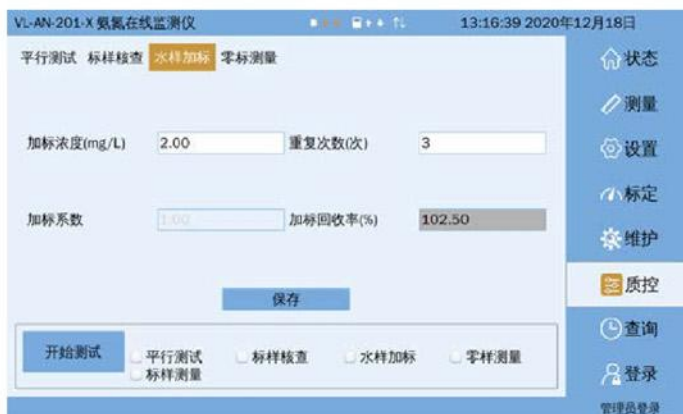 VL-AN-201-X 氨氮在线监测仪 13:16:39 2020年12月18日
平行测试 标样核查 水样加标 零标测量
加标浓度(mg/L) 2.00 重复次数(次) 3
加标系数 1.00 加标回收率(%) 102.50
保存
开始测试 平行测试 标样核查 水样加标 零样测量
标样测量
状态
测量
设置
标定
维护
质控
查询
登录
管理员登录